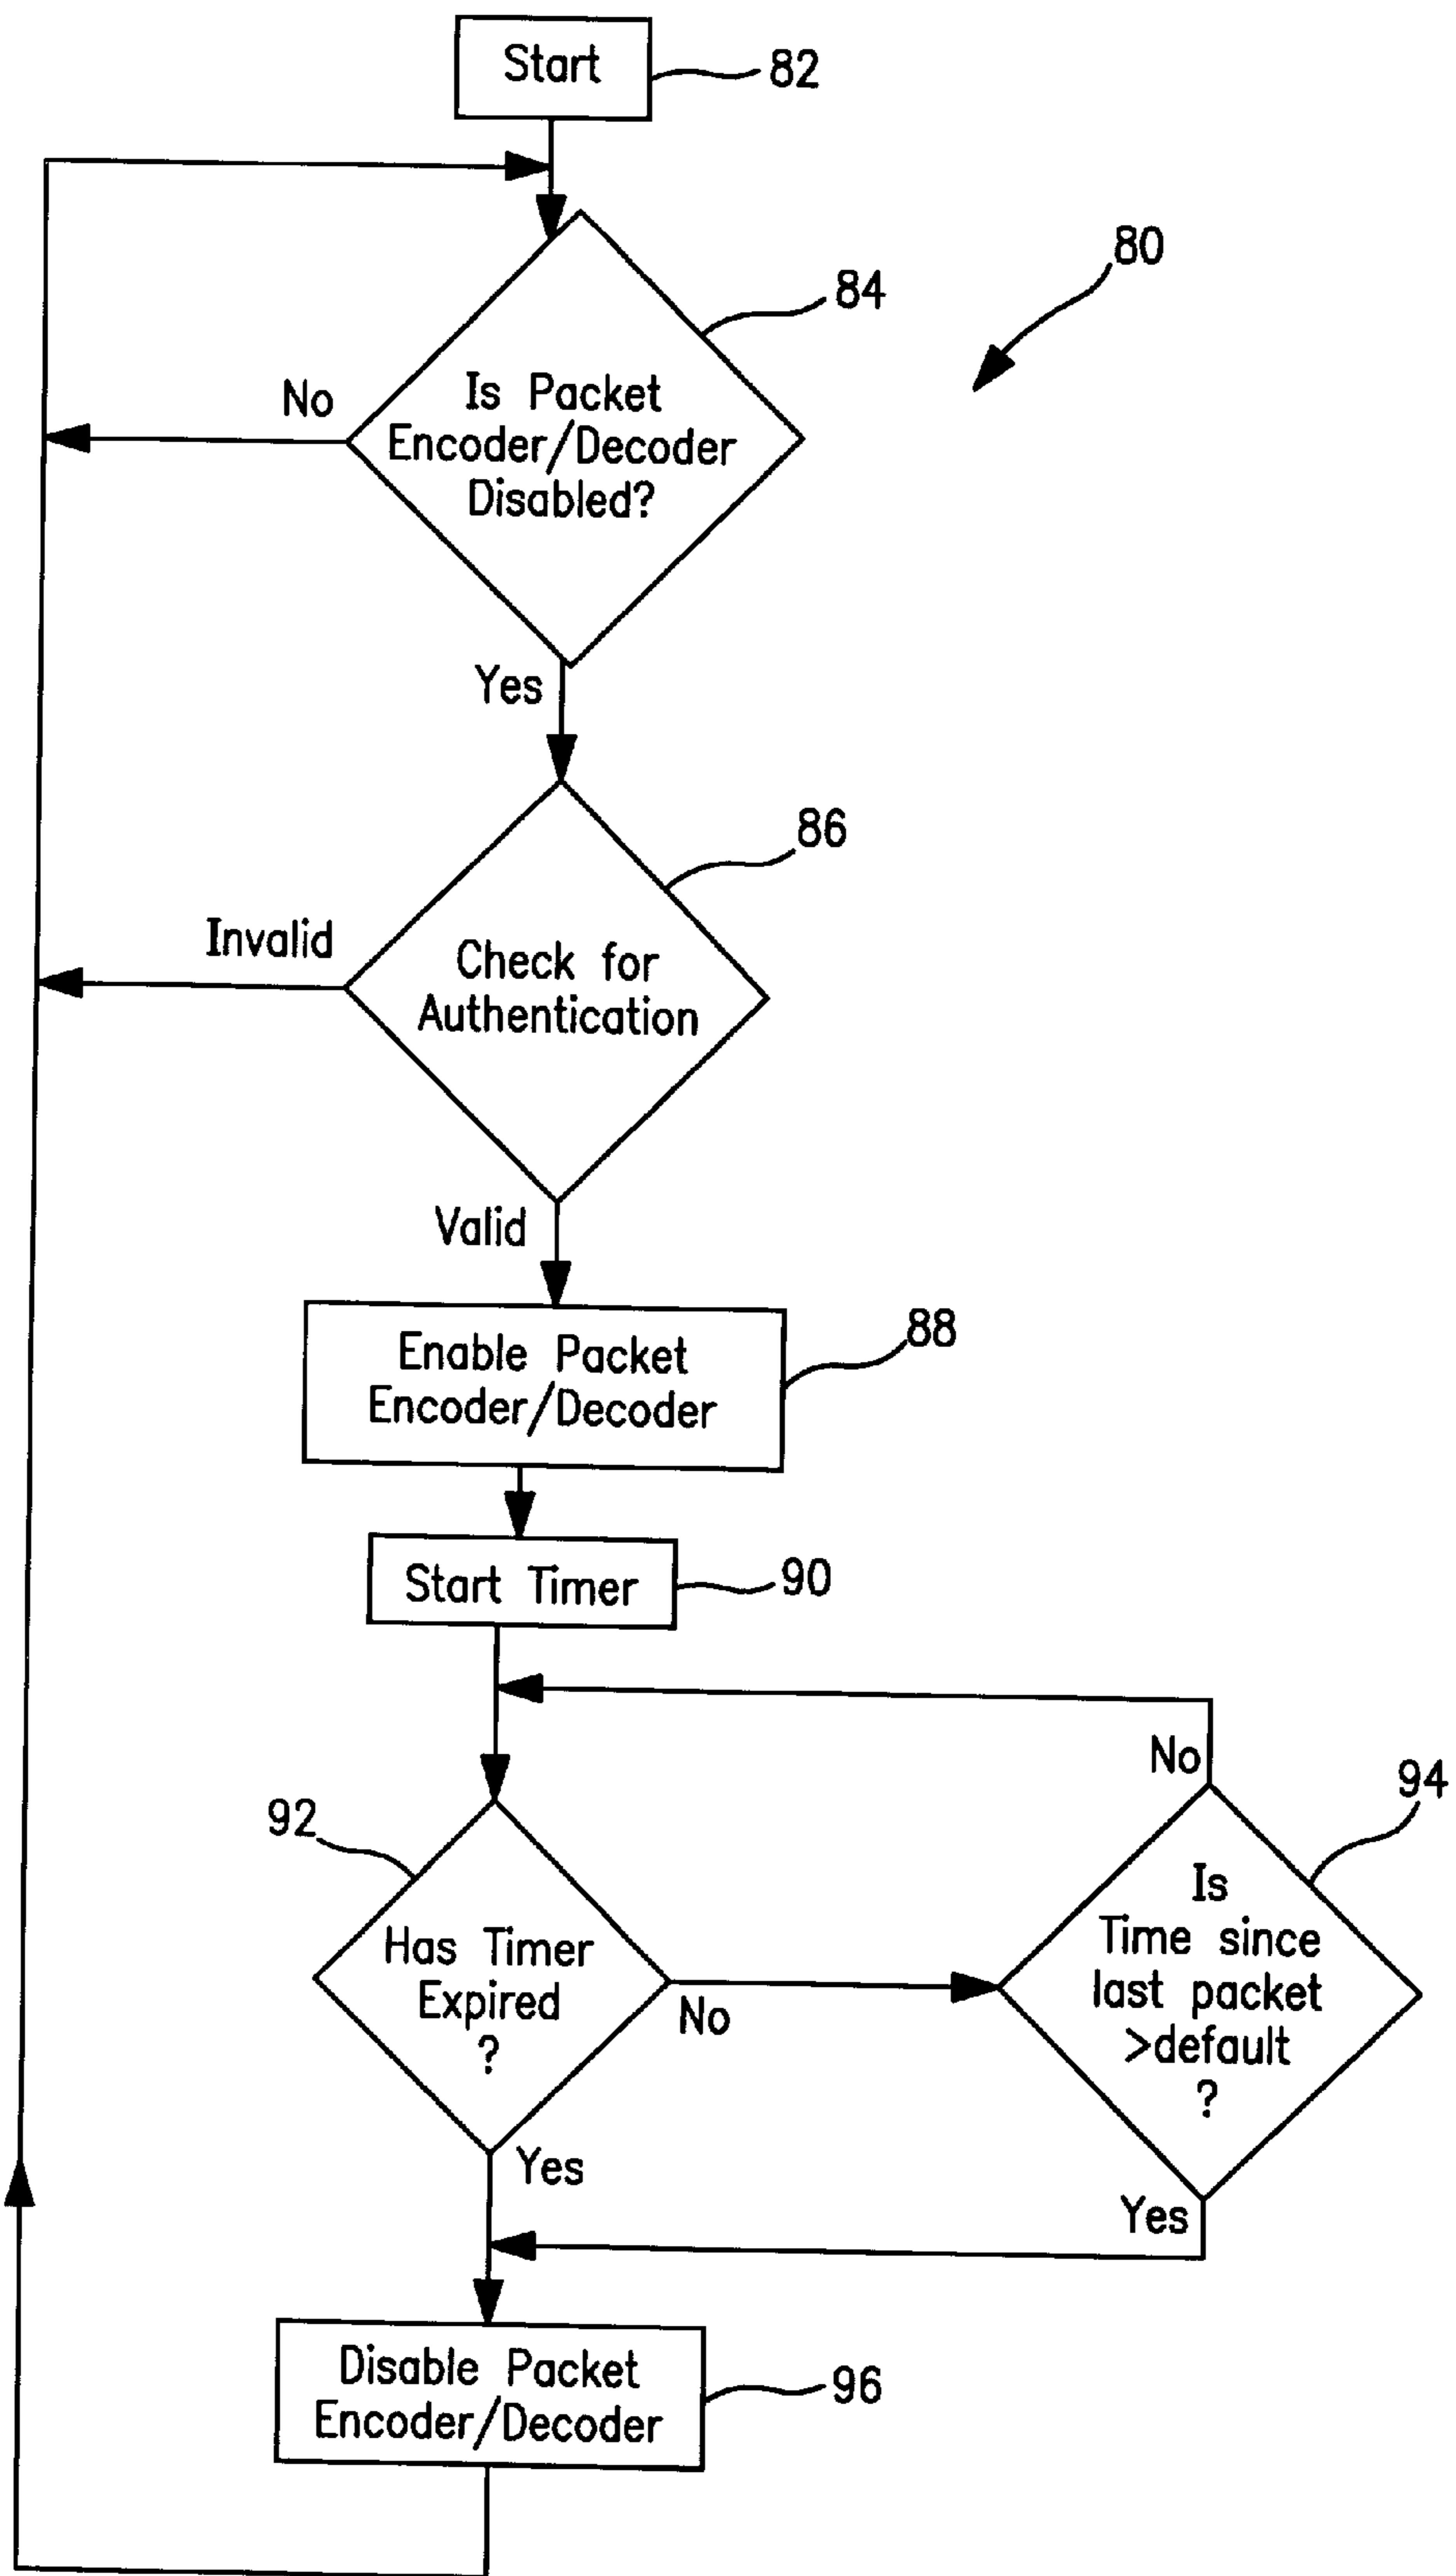 Start
82
80
84
No
Is Packet
Encoder/Decoder
Disabled?
Yes
86
Invalid
Check for
Authentication
Valid
88
Enable Packet
Encoder/Decoder
Start Timer
90
No
94
92
Is
Time since
last packet
>default
?
Has Timer
Expired
?
No
Yes
Yes
Disable Packet
Encoder/Decoder
96